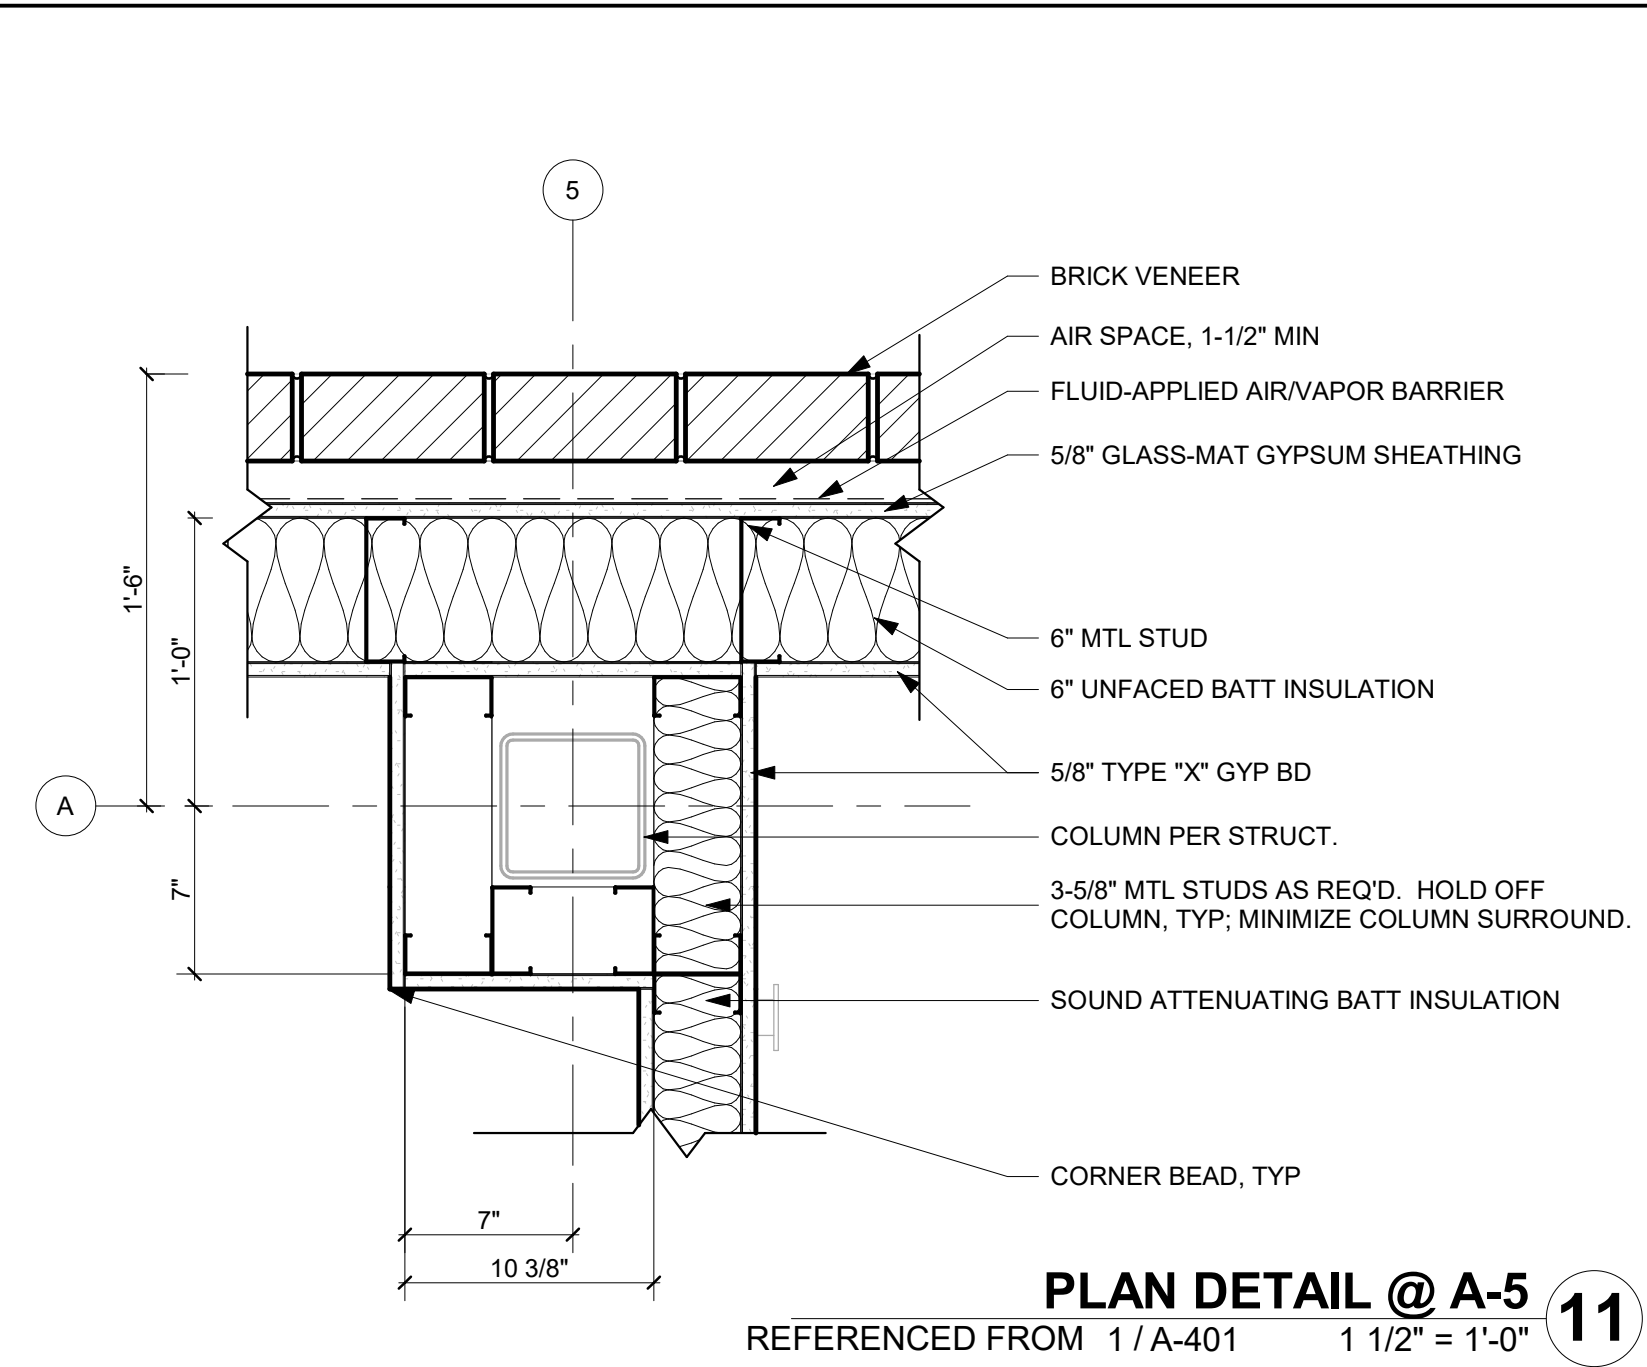 5
BRICK VENEER
AIR SPACE, 1-1/2" MIN
FLUID-APPLIED AIR/VAPOR BARRIER
5/8" GLASS-MAT GYPSUM SHEATHING
1'-6"
1'-0"
6" MTL STUD
6" UNFACED BATT INSULATION
5/8" TYPE "X" GYP BD
A
COLUMN PER STRUCT.
7"
3-5/8" MTL STUDS AS REQ'D. HOLD OFF
COLUMN, TYP; MINIMIZE COLUMN SURROUND.
SOUND ATTENUATING BATT INSULATION
CORNER BEAD, TYP
7"
10 3/8"
PLAN DETAIL @ A-5
11
REFERENCED FROM 1 / A-401 1 1/2" = 1'-0"